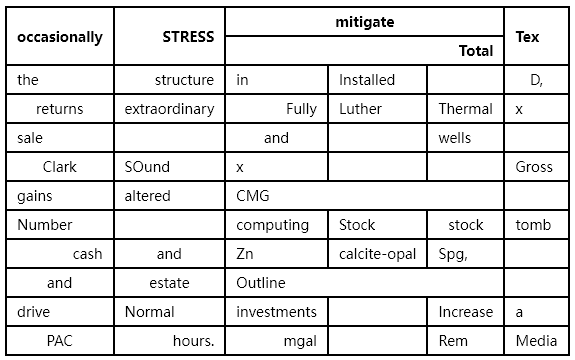 occasionally STRESS mitigate Tex
Total
the structure in Installed D,
returns extraordinary Fully Luther Thermal x
sale and wells
Clark SOund x Gross
gains altered CMG
Number computing Stock stock tomb
cash and Zn calcite-opal Spg,
and estate Outline
drive Normal investments Increase a
PAC hours. mgal Rem Media